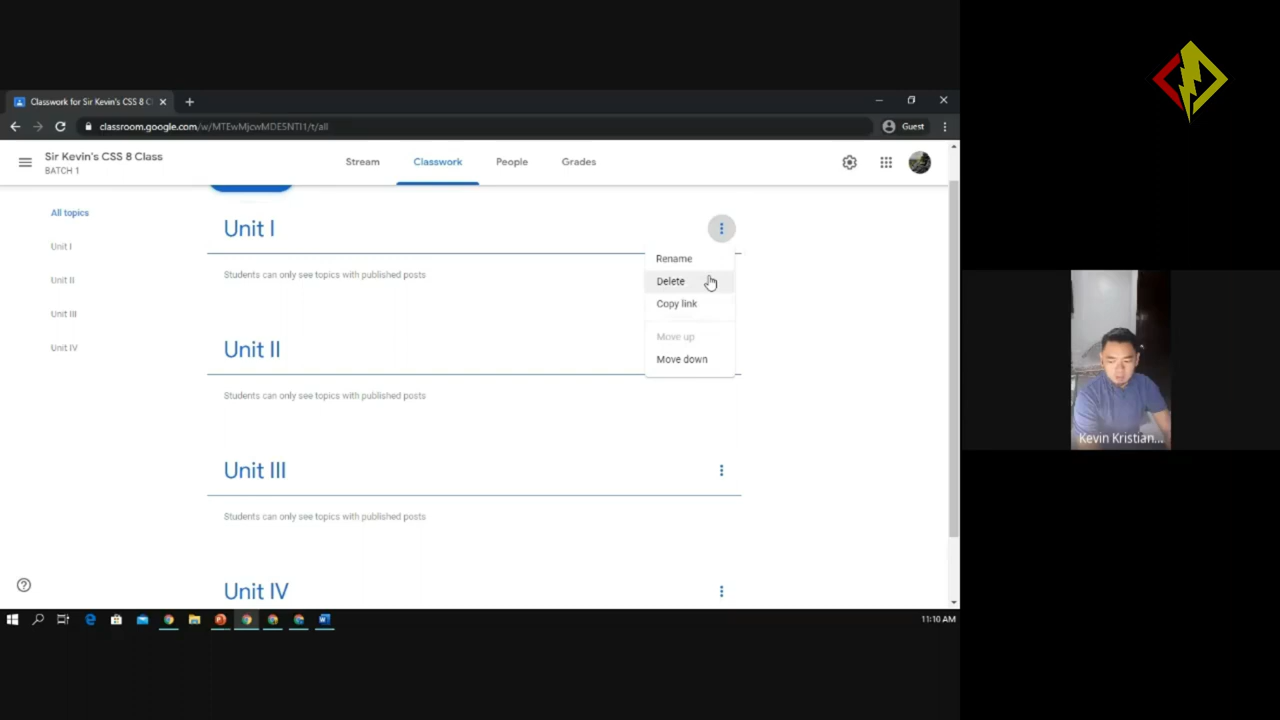 Classwork for Sir Kevin's CSS 8 C
classroom.google.com/w/MTEwMjcwMDE5NTI1/t/all
Guest
Sir Kevin's CSS 8 Class
BATCH 1
Stream
Classwork
People
Grades
All topics
Unit I
Unit II
Unit III
Unit IV
Unit I
Students can only see topics with published posts
Rename
Delete
Copy link
Move up
Move down
Unit II
Students can only see topics with published posts
Unit III
Students can only see topics with published posts
Unit IV
11:10 AM
Kevin Kristian...